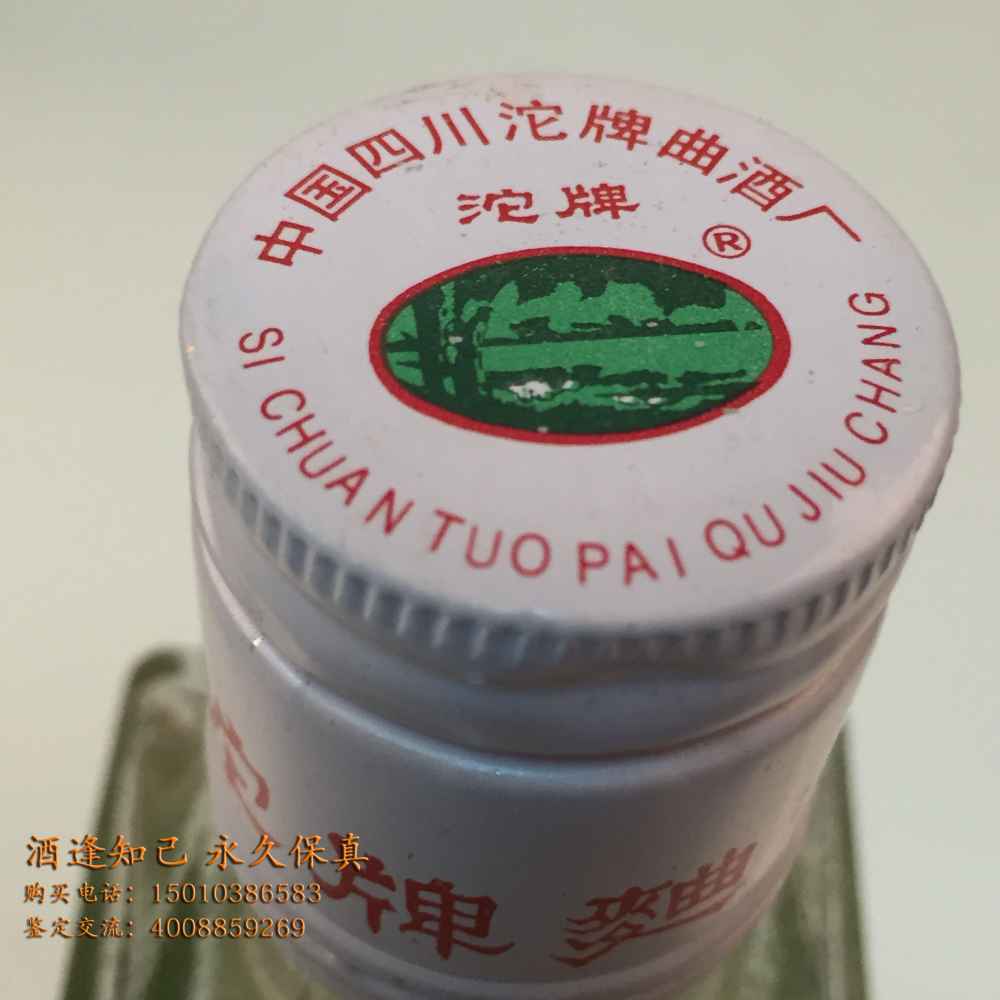 中国四川沱牌曲酒厂
沱牌
®
SI CHUAN TUO PAI QU JIU CHANG
牌麯
酒逢知己 永久保真
购买电话：15010386583
鉴定交流：4008859269